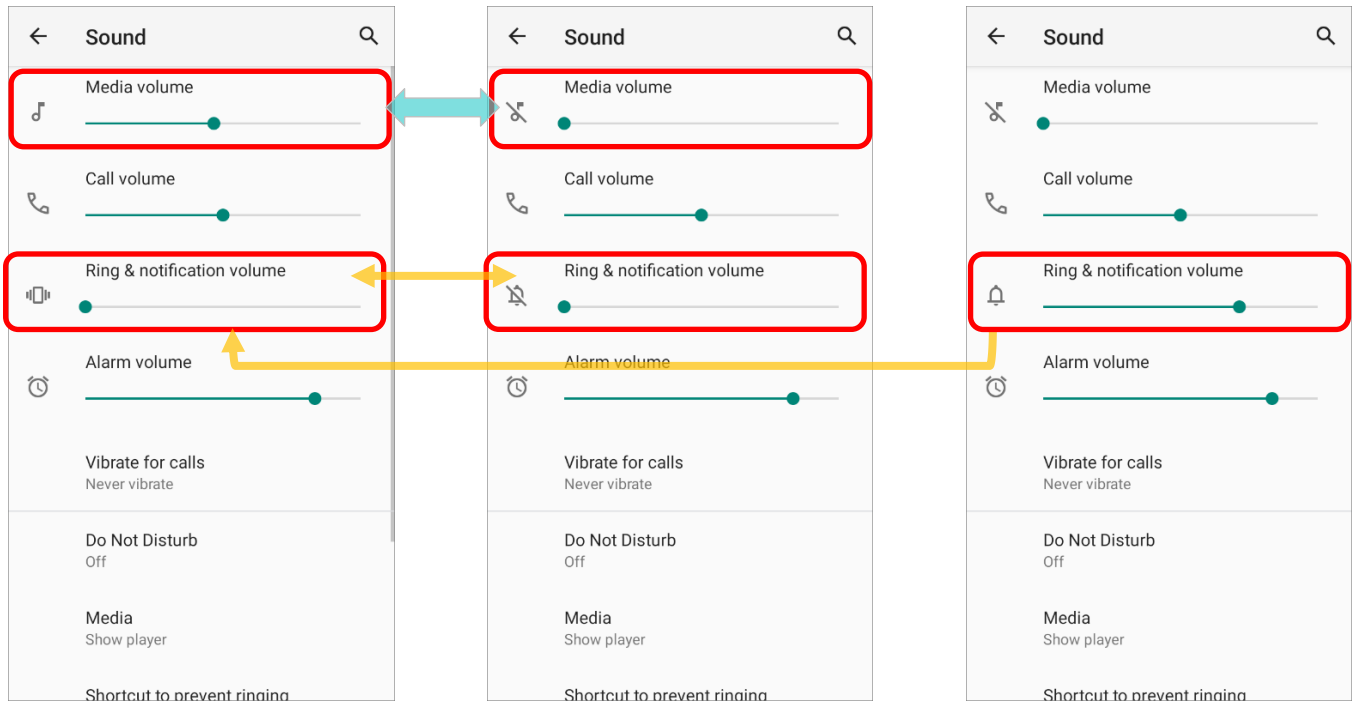 Sound
Media volume
Call volume
Ring & notification volume
Alarm volume
Vibrate for calls
Never vibrate
Do Not Disturb
Off
Media
Show player
Shortcut to prevent ringing
Sound
Media volume
Call volume
Ring & notification volume
Alarm volume
Vibrate for calls
Never vibrate
Do Not Disturb
Off
Media
Show player
Shortcut to prevent ringing
Sound
Media volume
Call volume
Ring & notification volume
Alarm volume
Vibrate for calls
Never vibrate
Do Not Disturb
Off
Media
Show player
Shortcut to prevent ringing